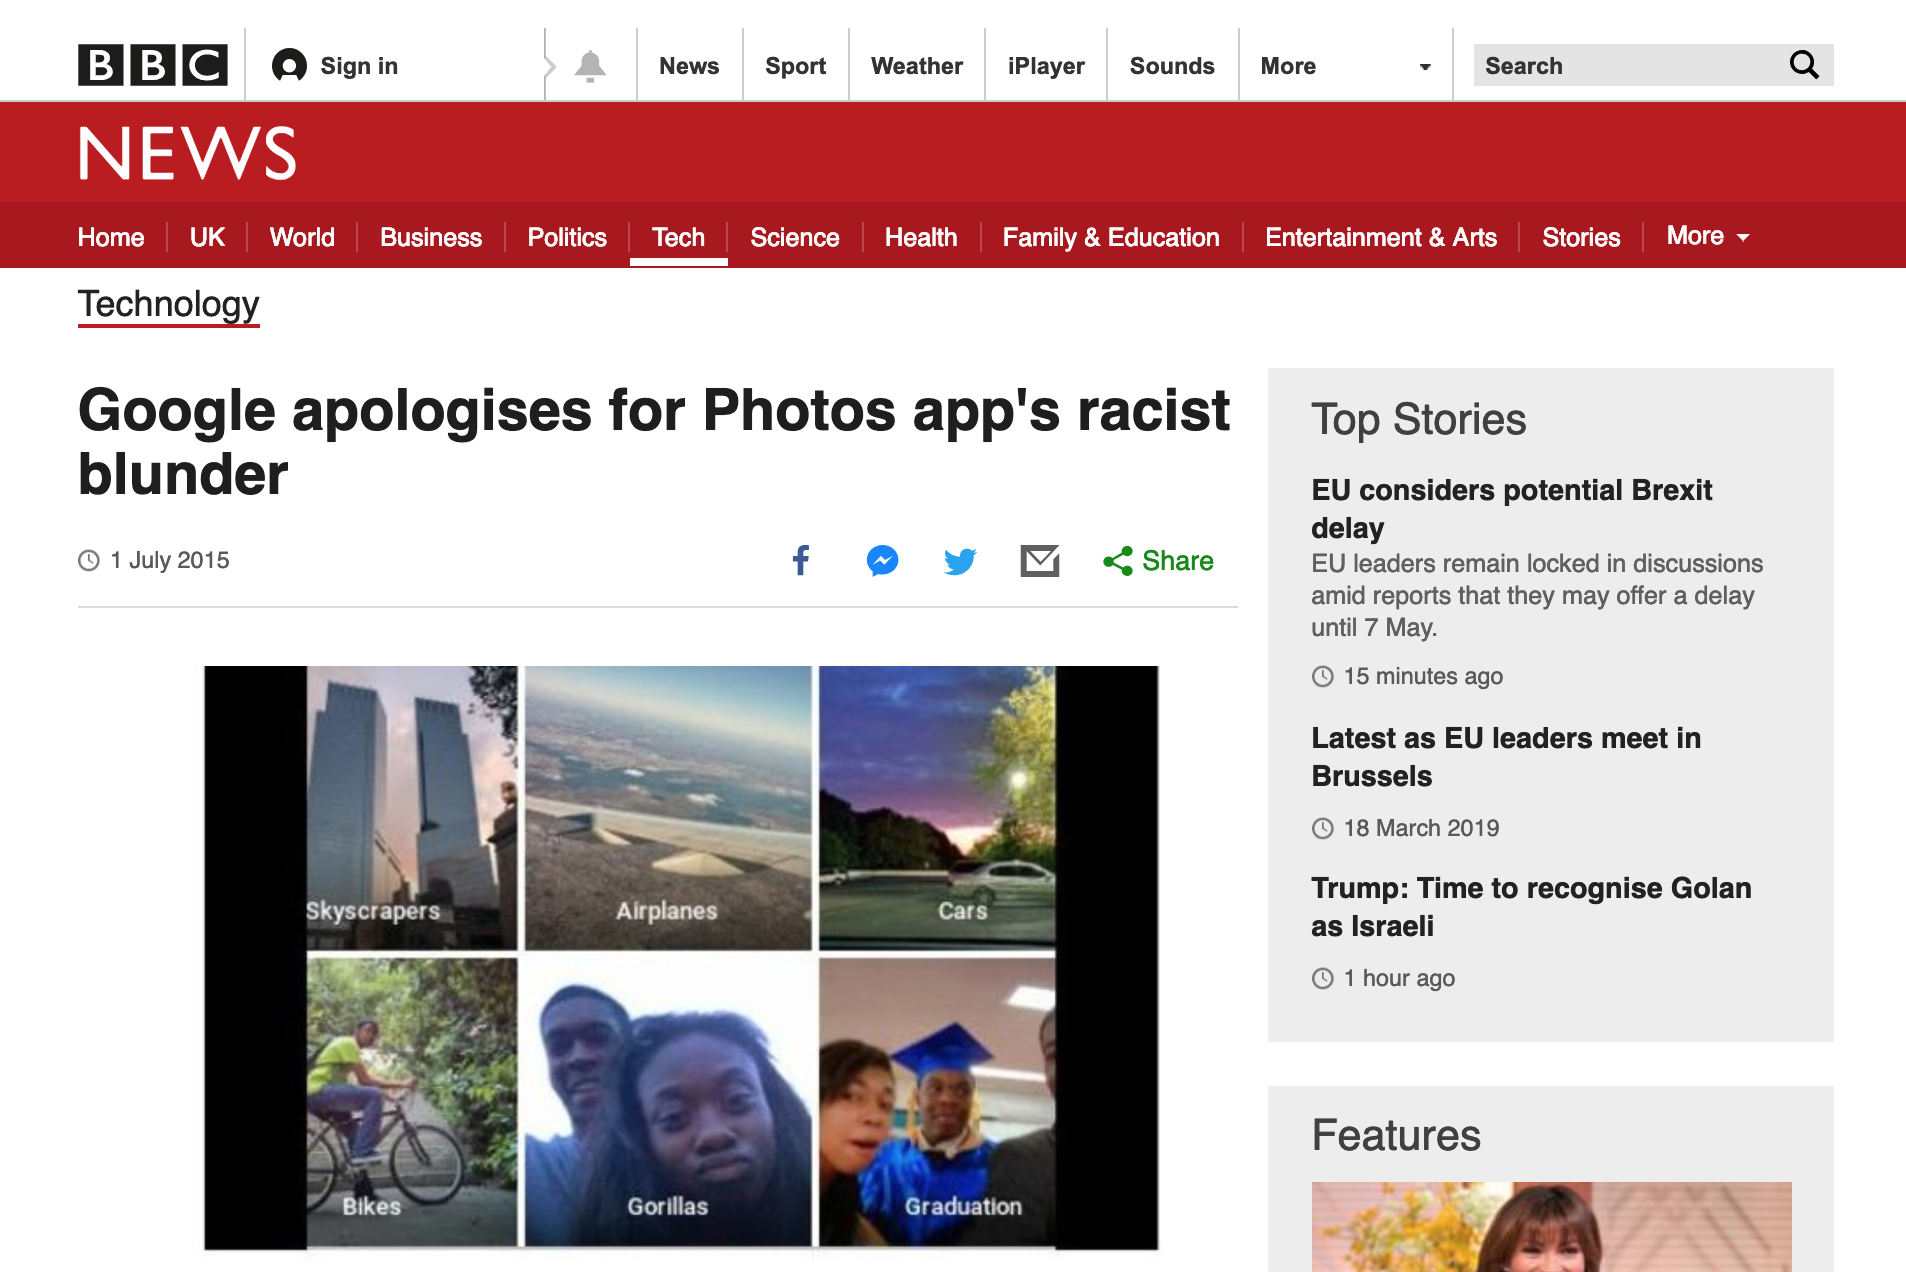 BBC
Sign in
News
Sport
Weather
iPlayer
Sounds
More
Search
NEWS
Home
UK
World
Business
Politics
Tech
Science
Health
Family & Education
Entertainment & Arts
Stories
More
Technology
Google apologises for Photos app's racist
blunder
1 July 2015
Share
Skyscrapers
Airplanes
Cars
Bikes
Gorillas
Graduation
Top Stories
EU considers potential Brexit
delay
EU leaders remain locked in discussions
amid reports that they may offer a delay
until 7 May.
15 minutes ago
Latest as EU leaders meet in
Brussels
18 March 2019
Trump: Time to recognise Golan
as Israeli
1 hour ago
Features